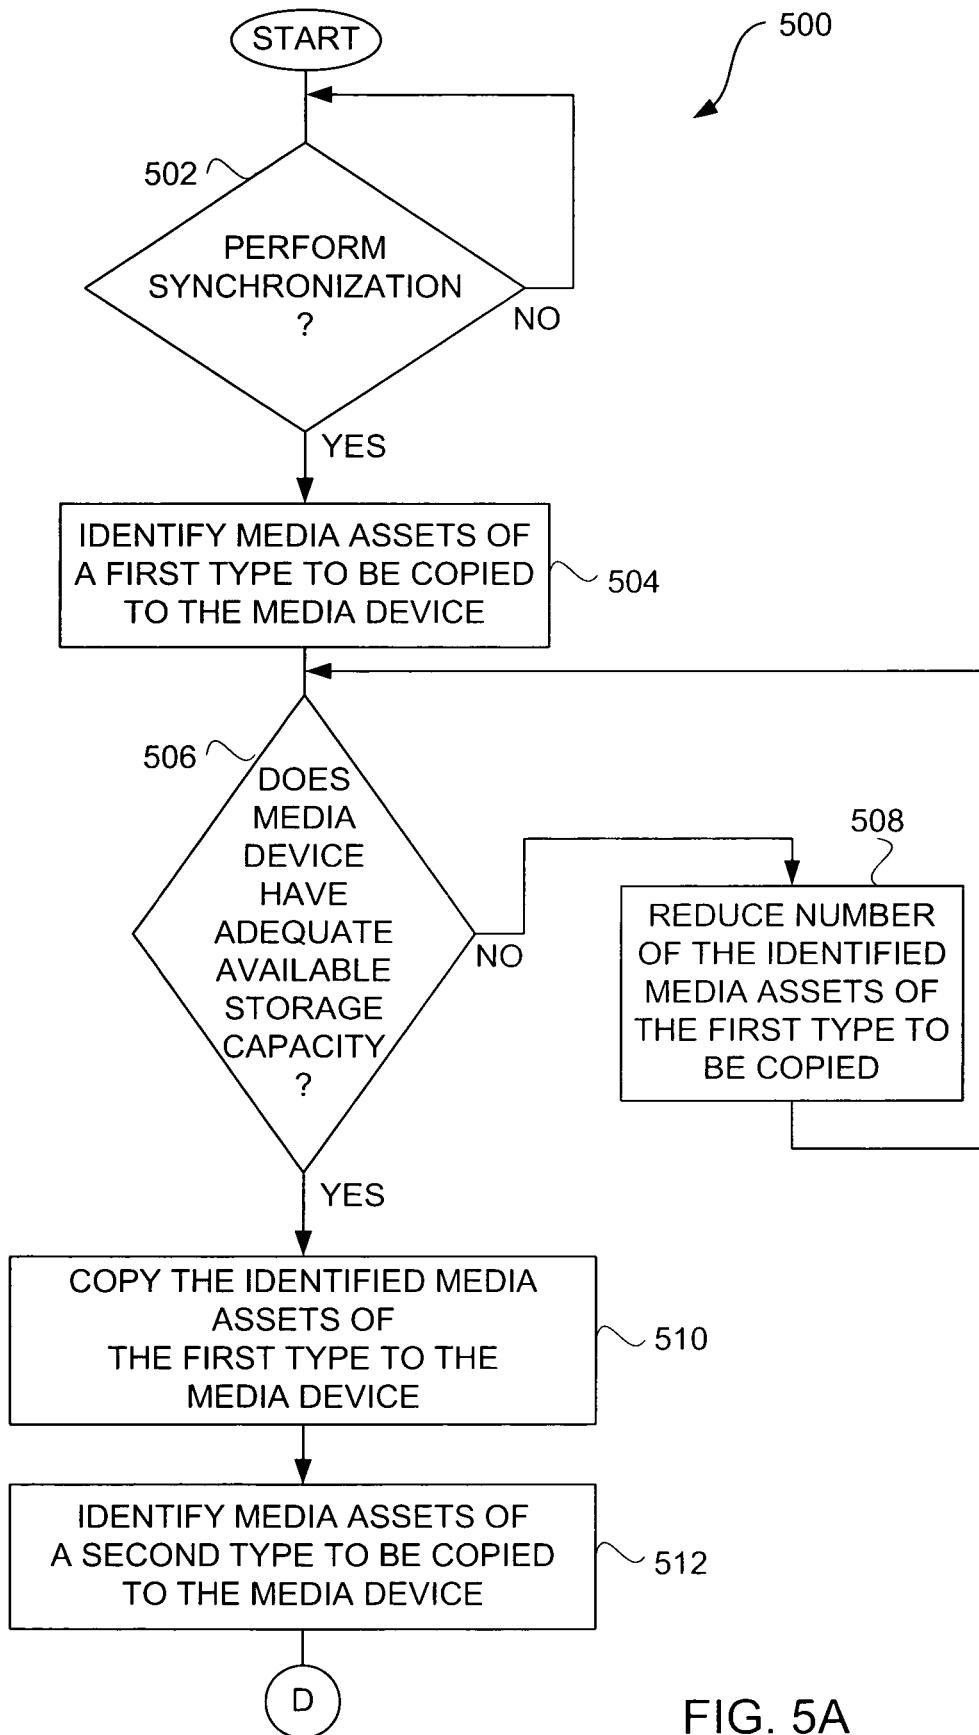 START
500
502
PERFORM
SYNCHRONIZATION
?
NO
YES
IDENTIFY MEDIA ASSETS OF
A FIRST TYPE TO BE COPIED
TO THE MEDIA DEVICE
504
506
DOES
MEDIA
DEVICE
HAVE
ADEQUATE
AVAILABLE
STORAGE
CAPACITY
?
NO
508
REDUCE NUMBER
OF THE IDENTIFIED
MEDIA ASSETS OF
THE FIRST TYPE TO
BE COPIED
YES
COPY THE IDENTIFIED MEDIA
ASSETS OF
THE FIRST TYPE TO THE
MEDIA DEVICE
510
IDENTIFY MEDIA ASSETS OF
A SECOND TYPE TO BE COPIED
TO THE MEDIA DEVICE
512
D
FIG. 5A